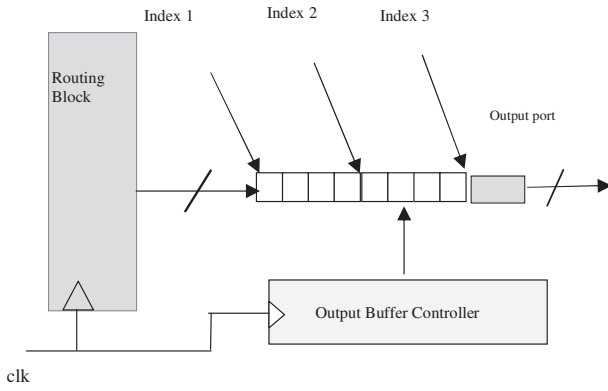 Index 1
Index 2
Index 3
Routing
Block
Output port
Output Buffer Controller
clk